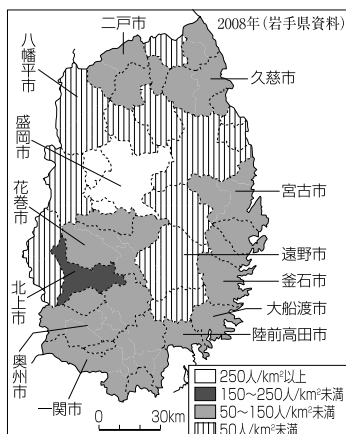 二戸市
2008年(岩手県資料)
八幡平市
久慈市
盛岡市
宮古市
花巻市
遠野市
北上市
釜石市
大船渡市
奥州市
陸前高田市
一関市
0
30km
250人/km²以上
150〜250人/km²未満
50〜150人/km²未満
50人/km²未満